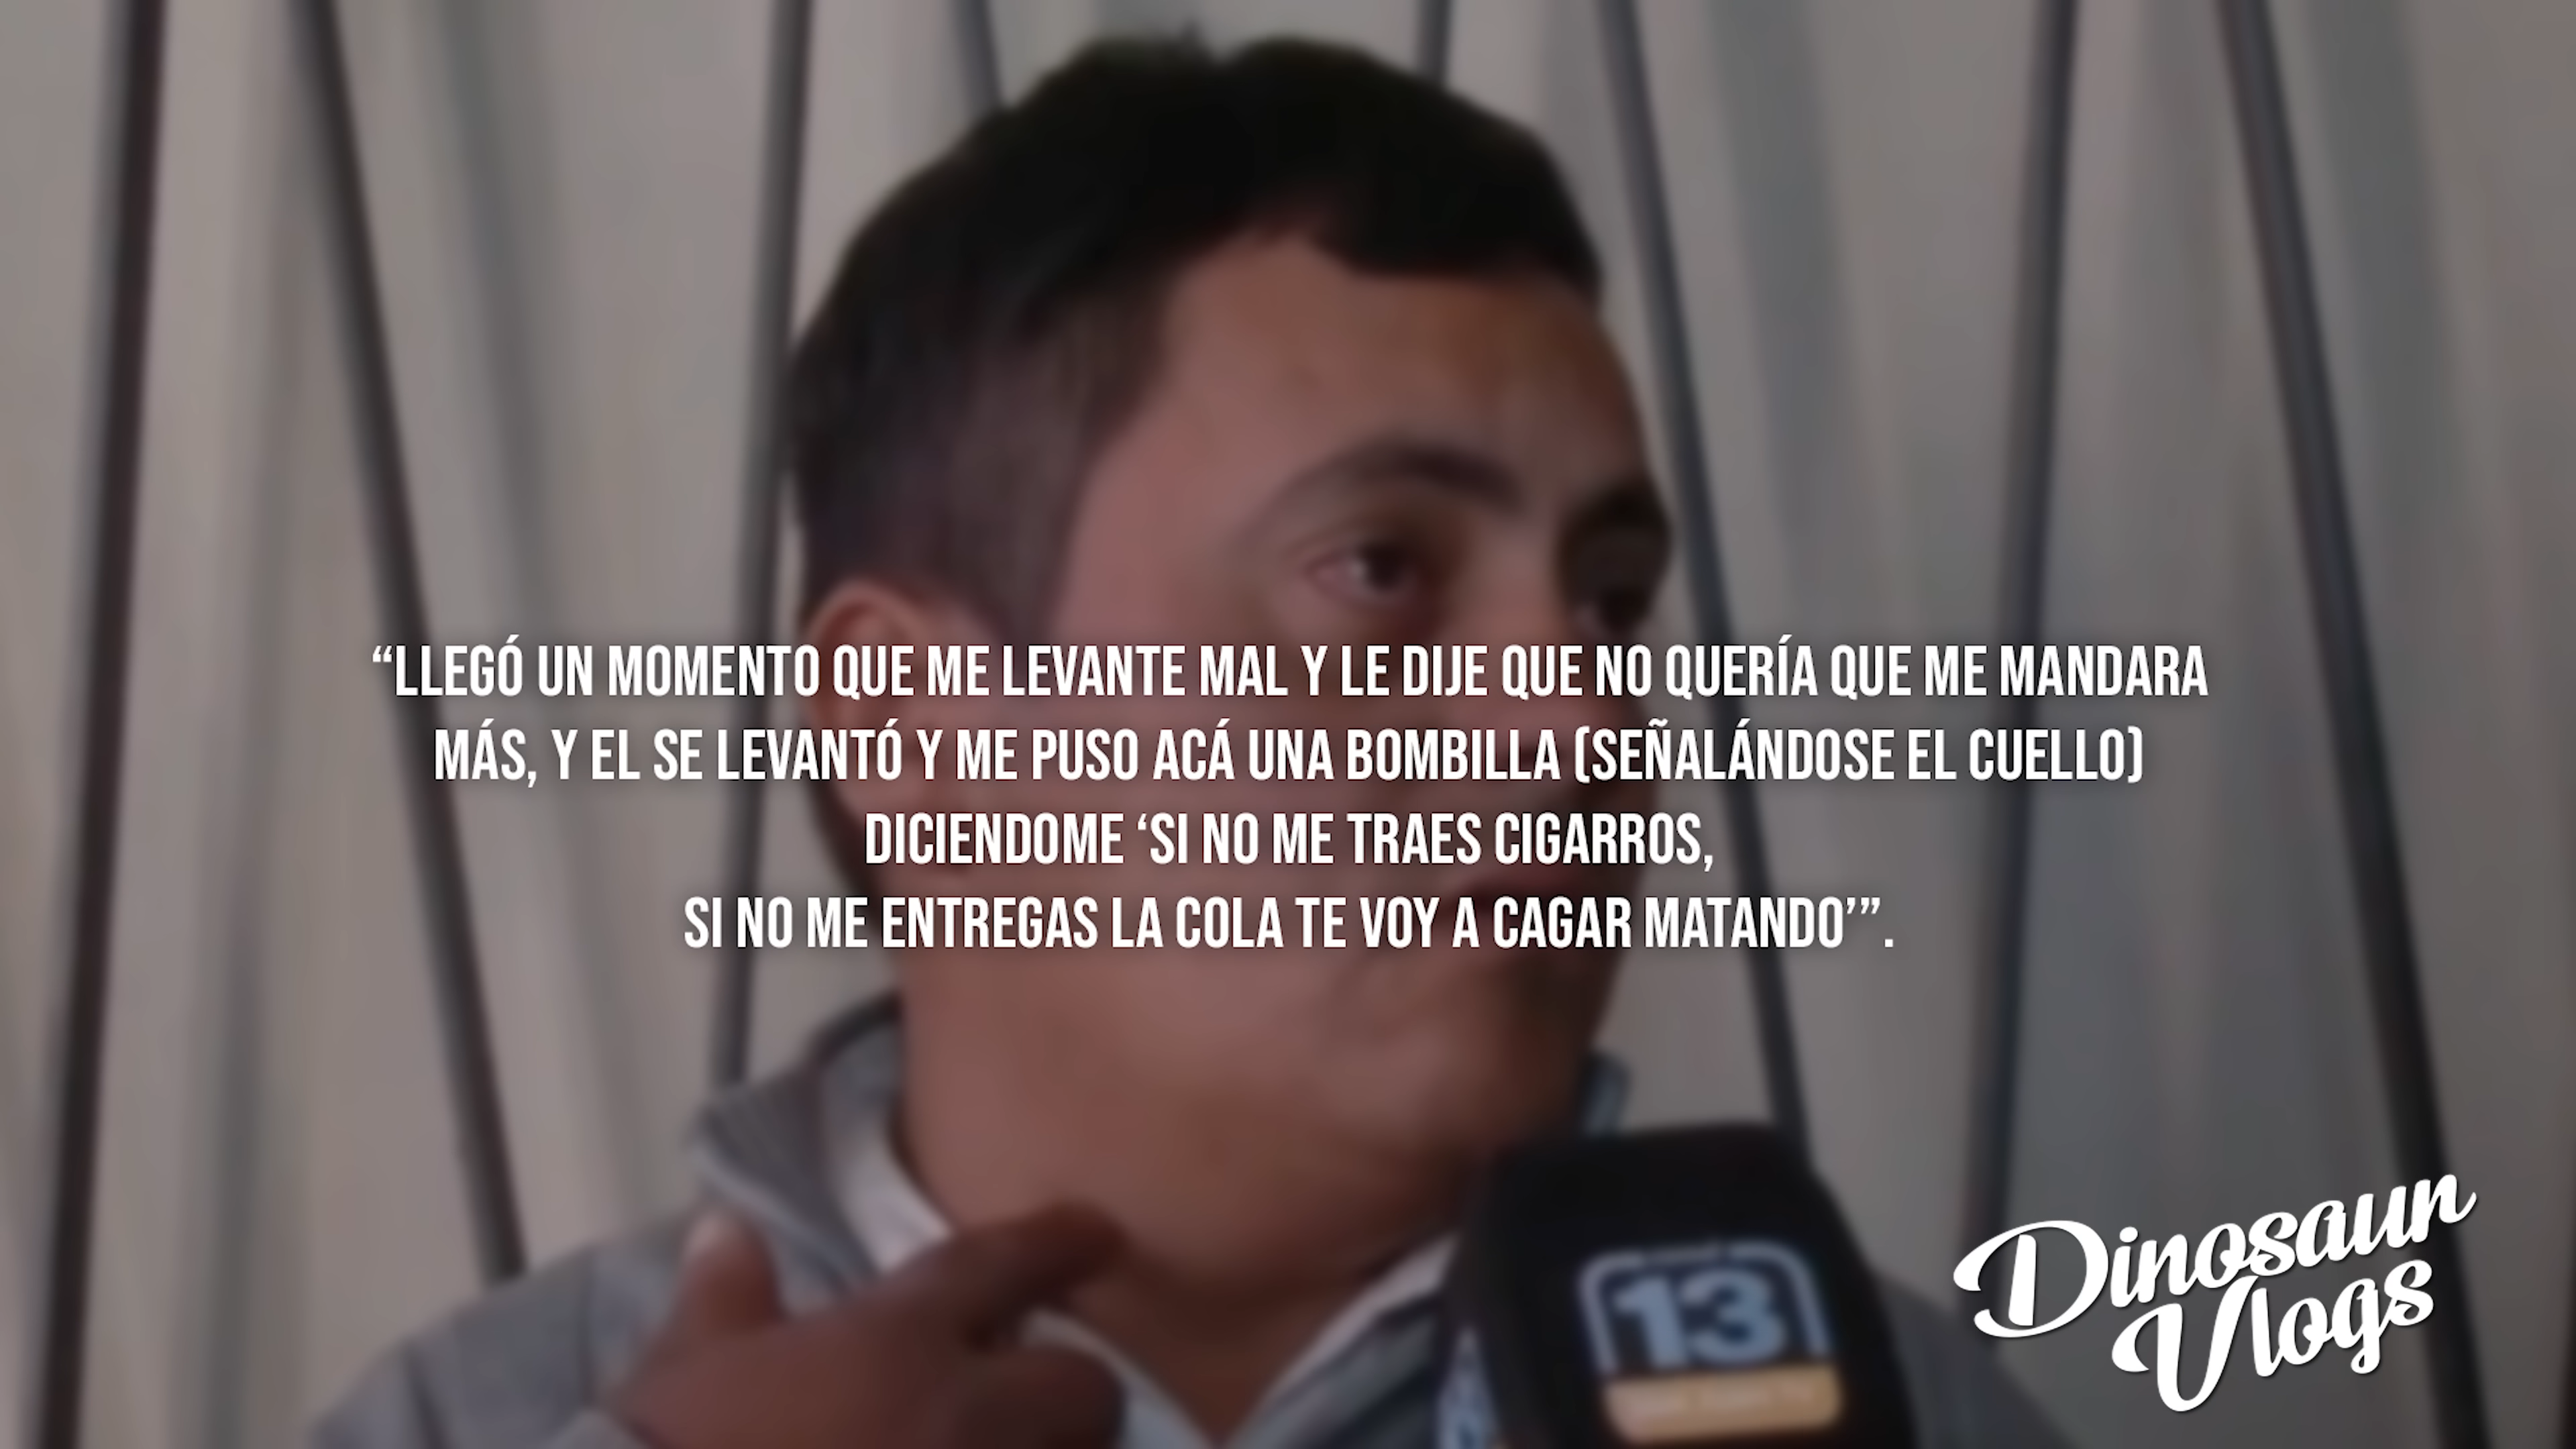 “LLEGÓ UN MOMENTO QUE ME LEVANTE MAL Y LE DIJE QUE NO QUERÍA QUE ME MANDARA
MÁS, Y EL SE LEVANTÓ Y ME PUSO ACÁ UNA BOMBILLA (SEÑALÁNDOSE EL CUELLO)
DICIENDOME ‘SI NO ME TRAES CIGARROS,
SI NO ME ENTREGAS LA COLA TE VOY A CAGAR MATANDO’”.
13
Dinosaun
Vlogs